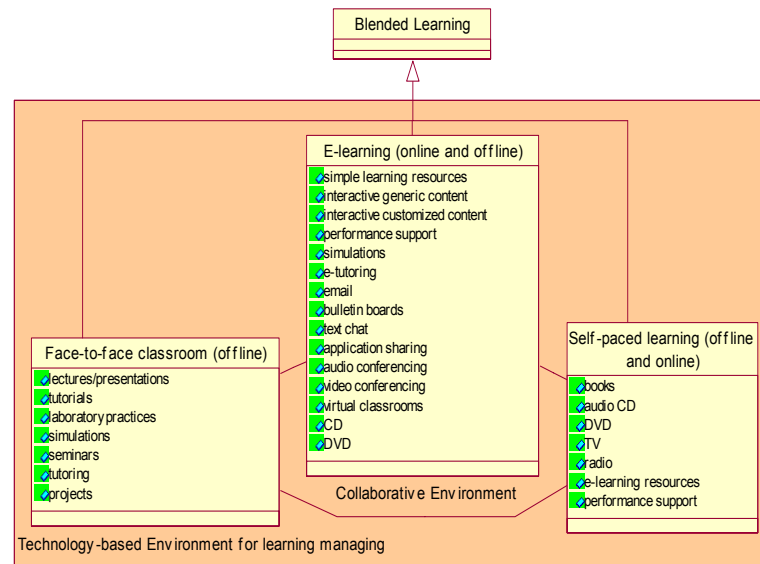 Blended Learning
E-learning (online and offline)
simple learning resources
interactive generic content
interactive customized content
performance support
simulations
e-tutoring
email
bulletin boards
text chat
application sharing
audio conferencing
video conferencing
virtual classrooms
CD
DVD
Face-to-face classroom (offline)
lectures/presentations
tutorials
laboratory practices
simulations
seminars
tutoring
projects
Self-paced learning (offline
and online)
books
audio CD
DVD
TV
radio
e-learning resources
performance support
Collaborative Environment
Technology-based Environment for learning managing